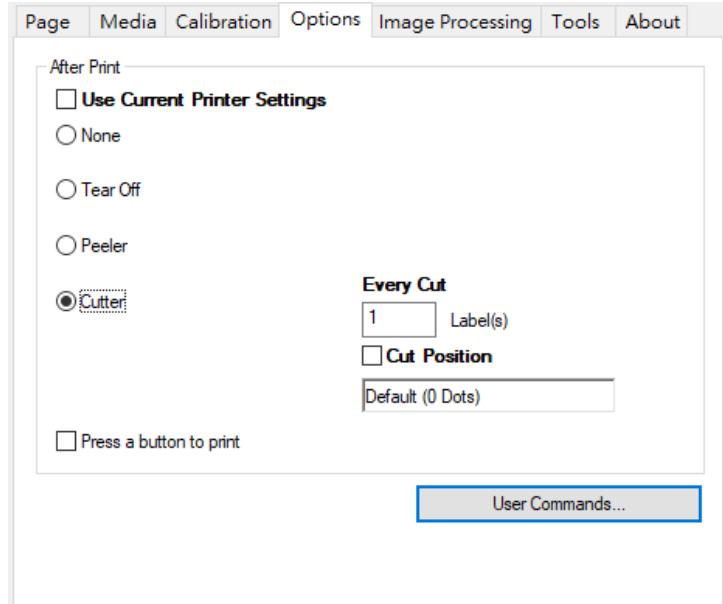 Page Media Calibration Options Image Processing Tools About
After Print
Use Current Printer Settings
None
Tear Off
Peeler
Cutter
Every Cut
1 Label(s)
Cut Position
Default (0 Dots)
Press a button to print
User Commands...